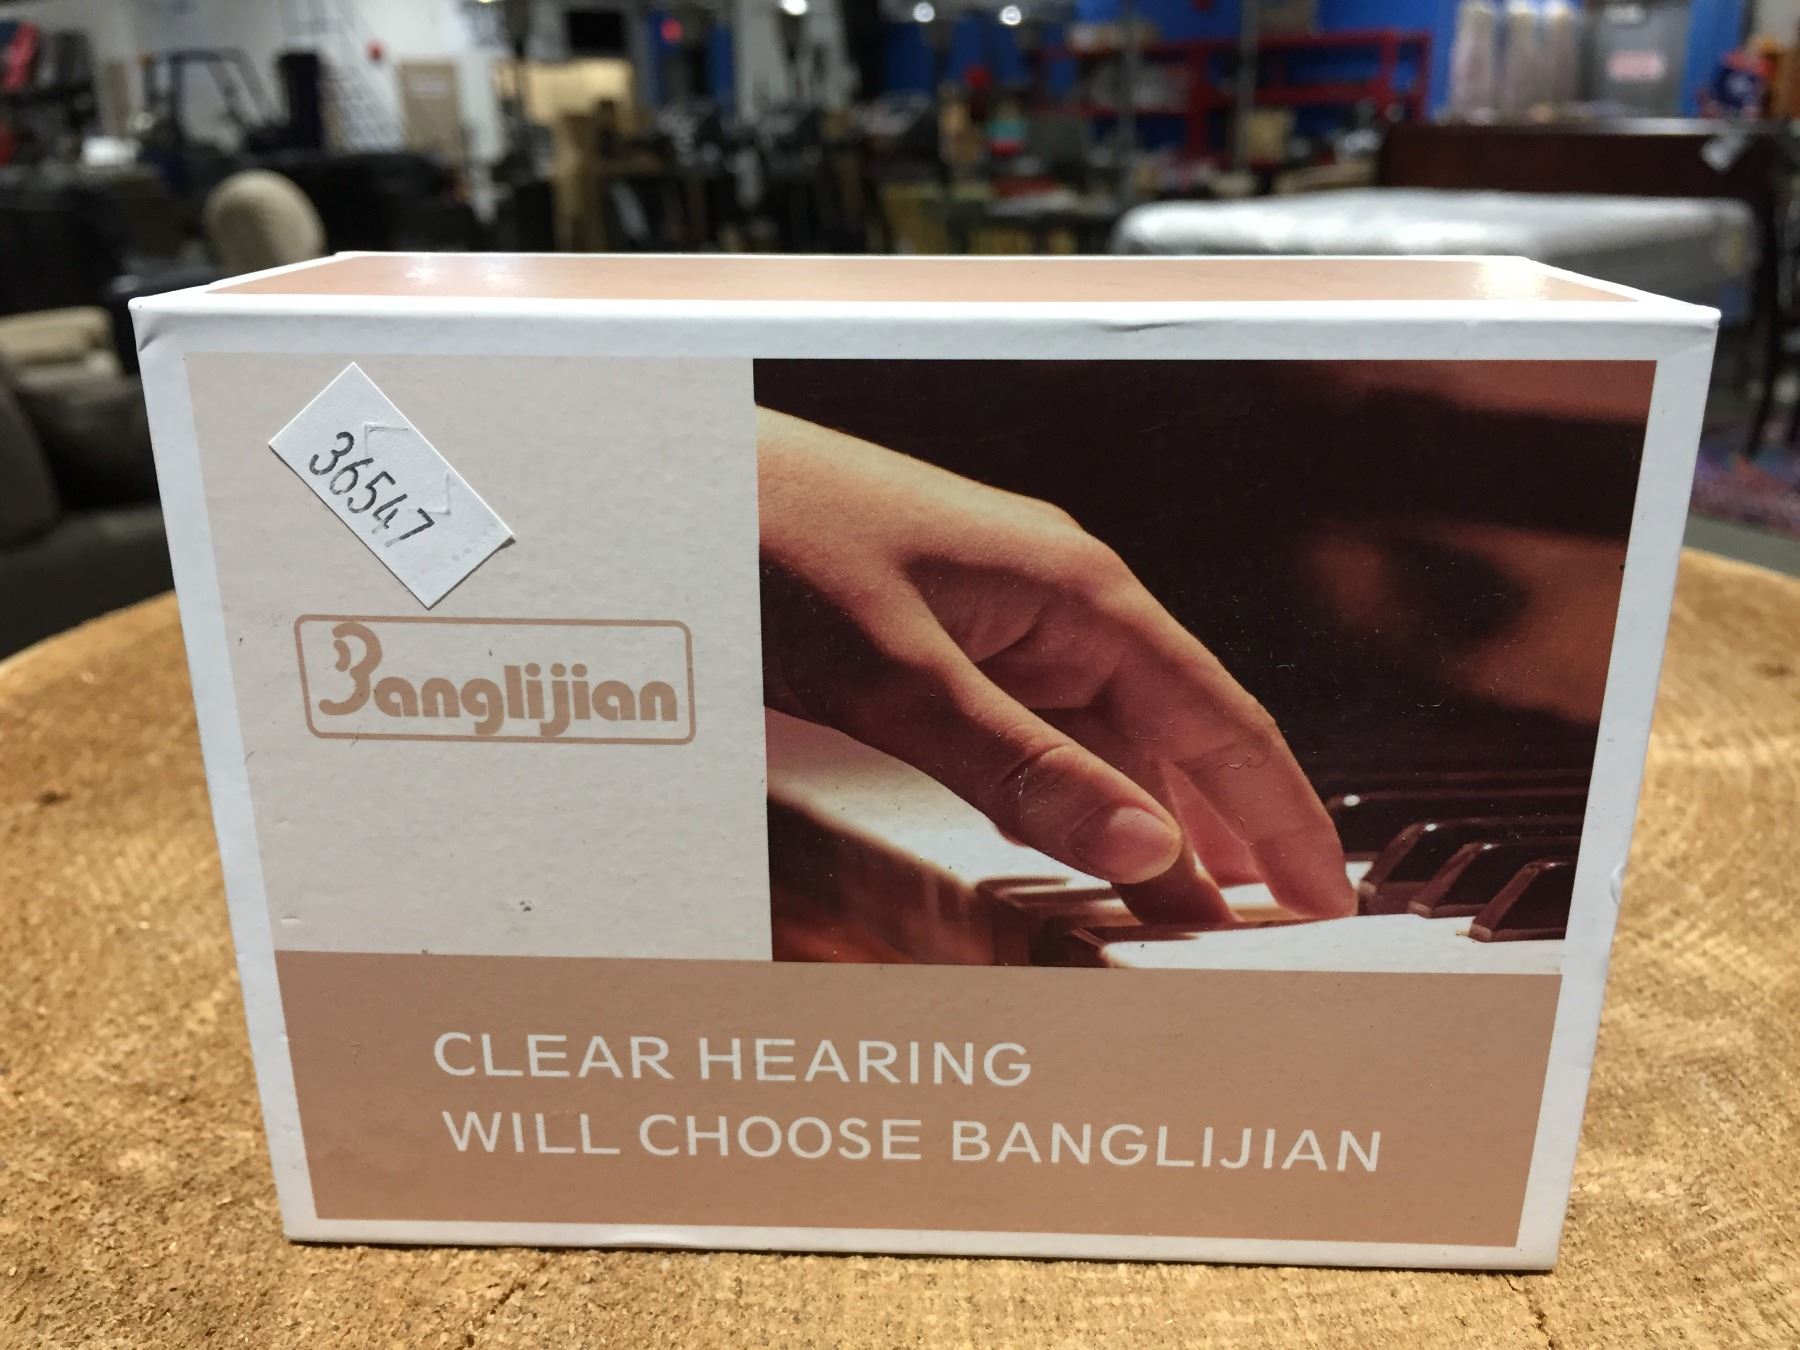 36547
Banglijian
CLEAR HEARING
WILL CHOOSE BANGLIJIAN